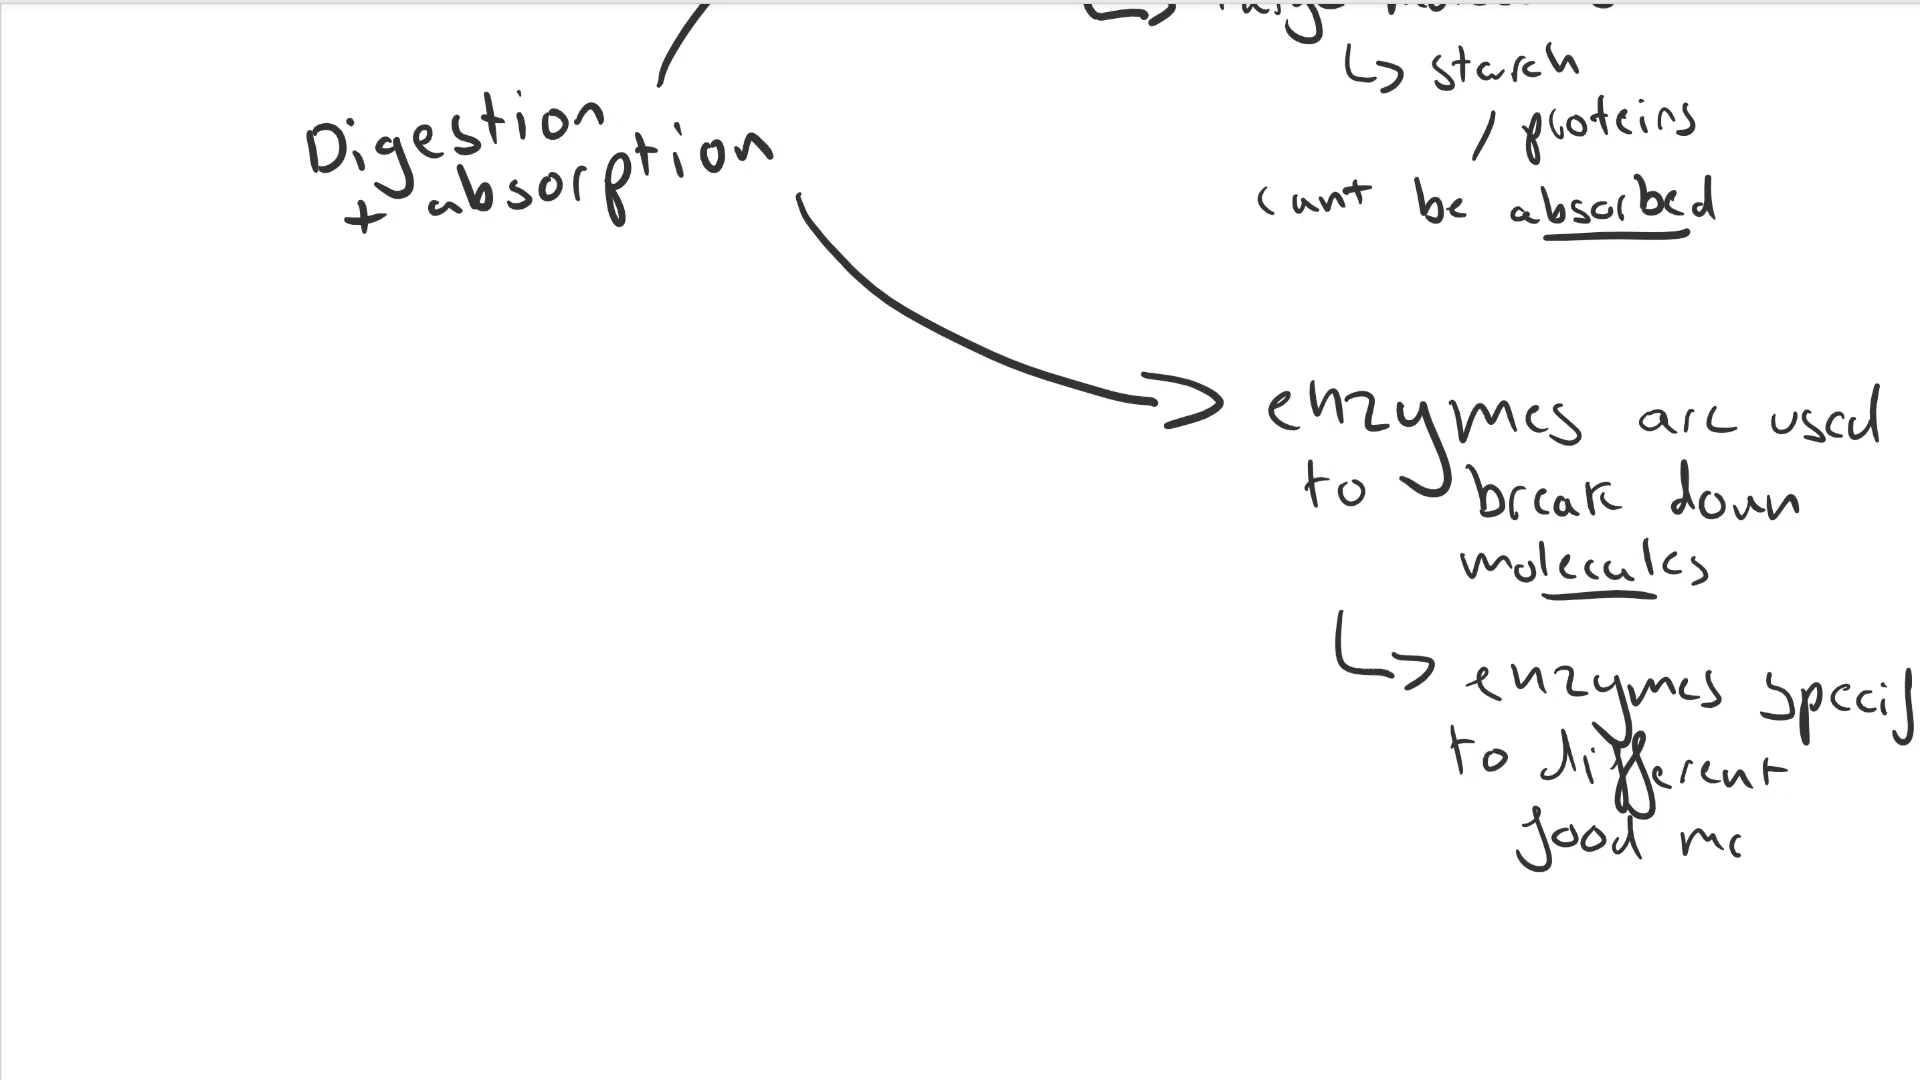 Digestion
+ absorption
↳ starch
/ proteins
cant be absorbed
enzymes are used
to break down
molecules
↳ enzymes specif
to different
food mo